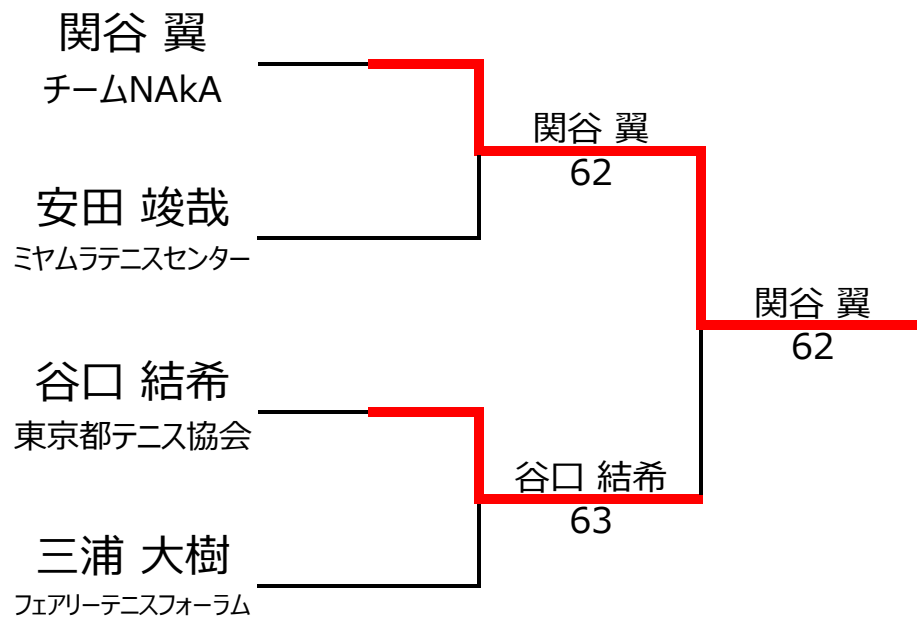 関谷 翼
チームNAkA
関谷 翼
62
安田 竣哉
ミヤムラテニスセンター
関谷 翼
62
谷口 結希
東京都テニス協会
谷口 結希
63
三浦 大樹
フェアリーテニスフォーラム